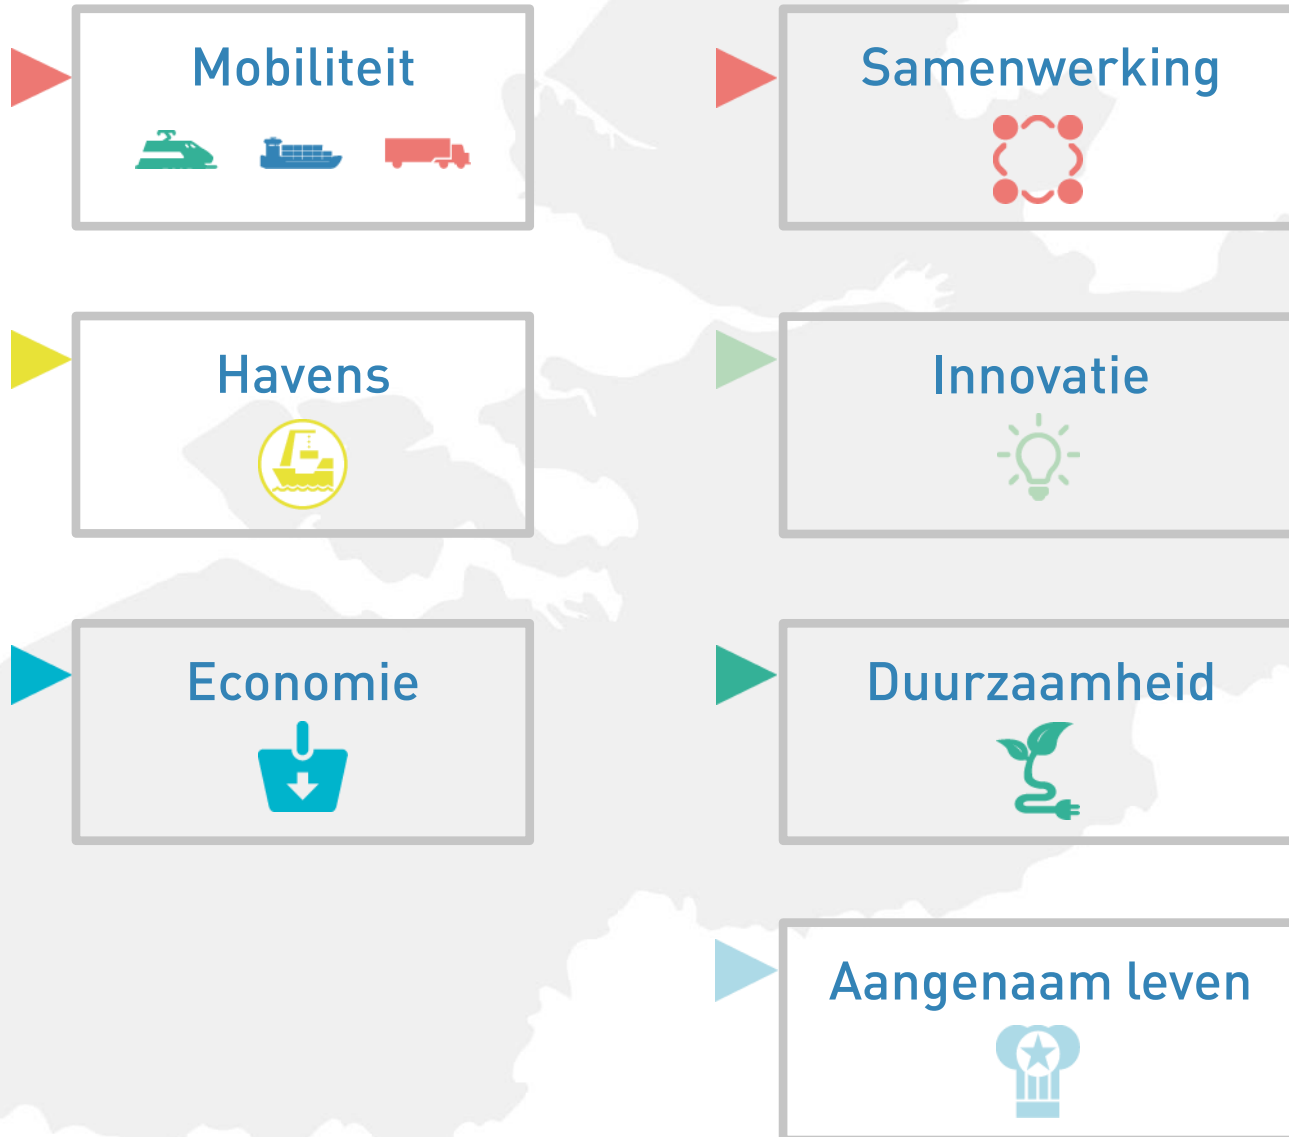 Mobiliteit
Samenwerking
Havens
Innovatie
Economie
Duurzaamheid
Aangenaam leven